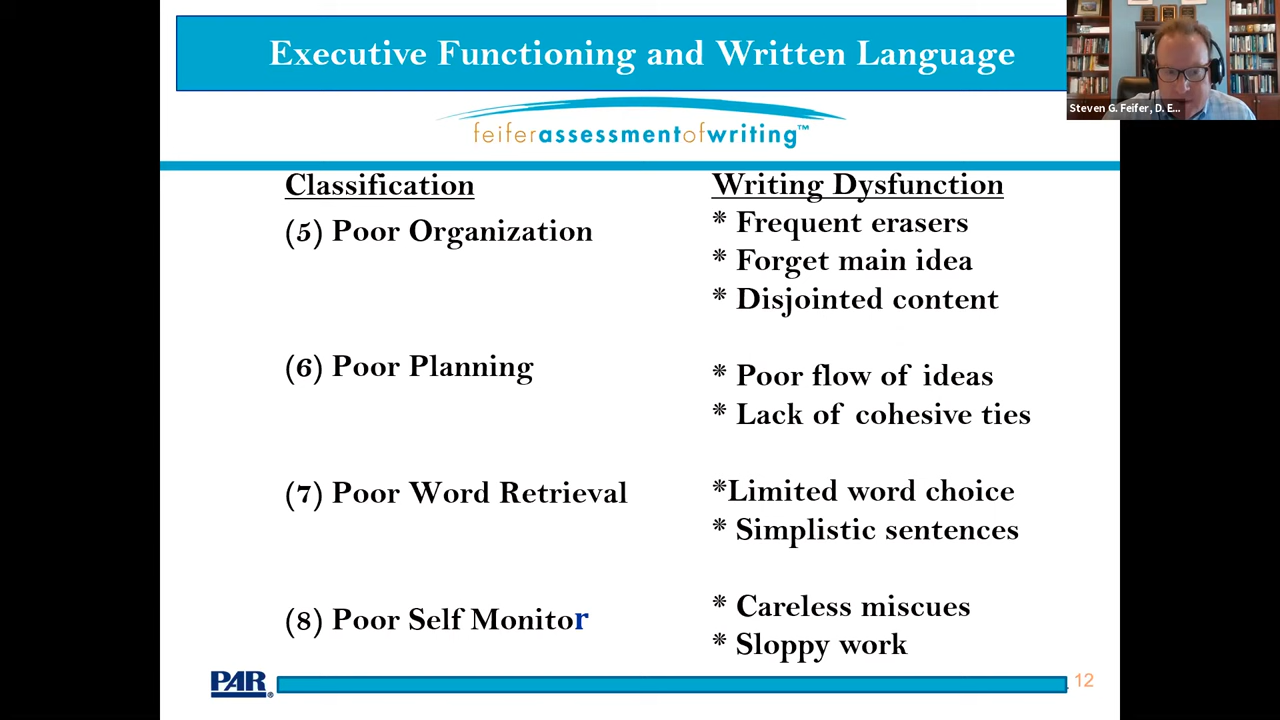 Executive Functioning and Written Language
Steven G. Feifer, D. E...
feiferassessmentofwriting™
Classification
(5) Poor Organization
(6) Poor Planning
(7) Poor Word Retrieval
(8) Poor Self Monitor
Writing Dysfunction
* Frequent erasers
* Forget main idea
* Disjointed content
* Poor flow of ideas
* Lack of cohesive ties
*Limited word choice
* Simplistic sentences
* Careless miscues
* Sloppy work
PAR®
12